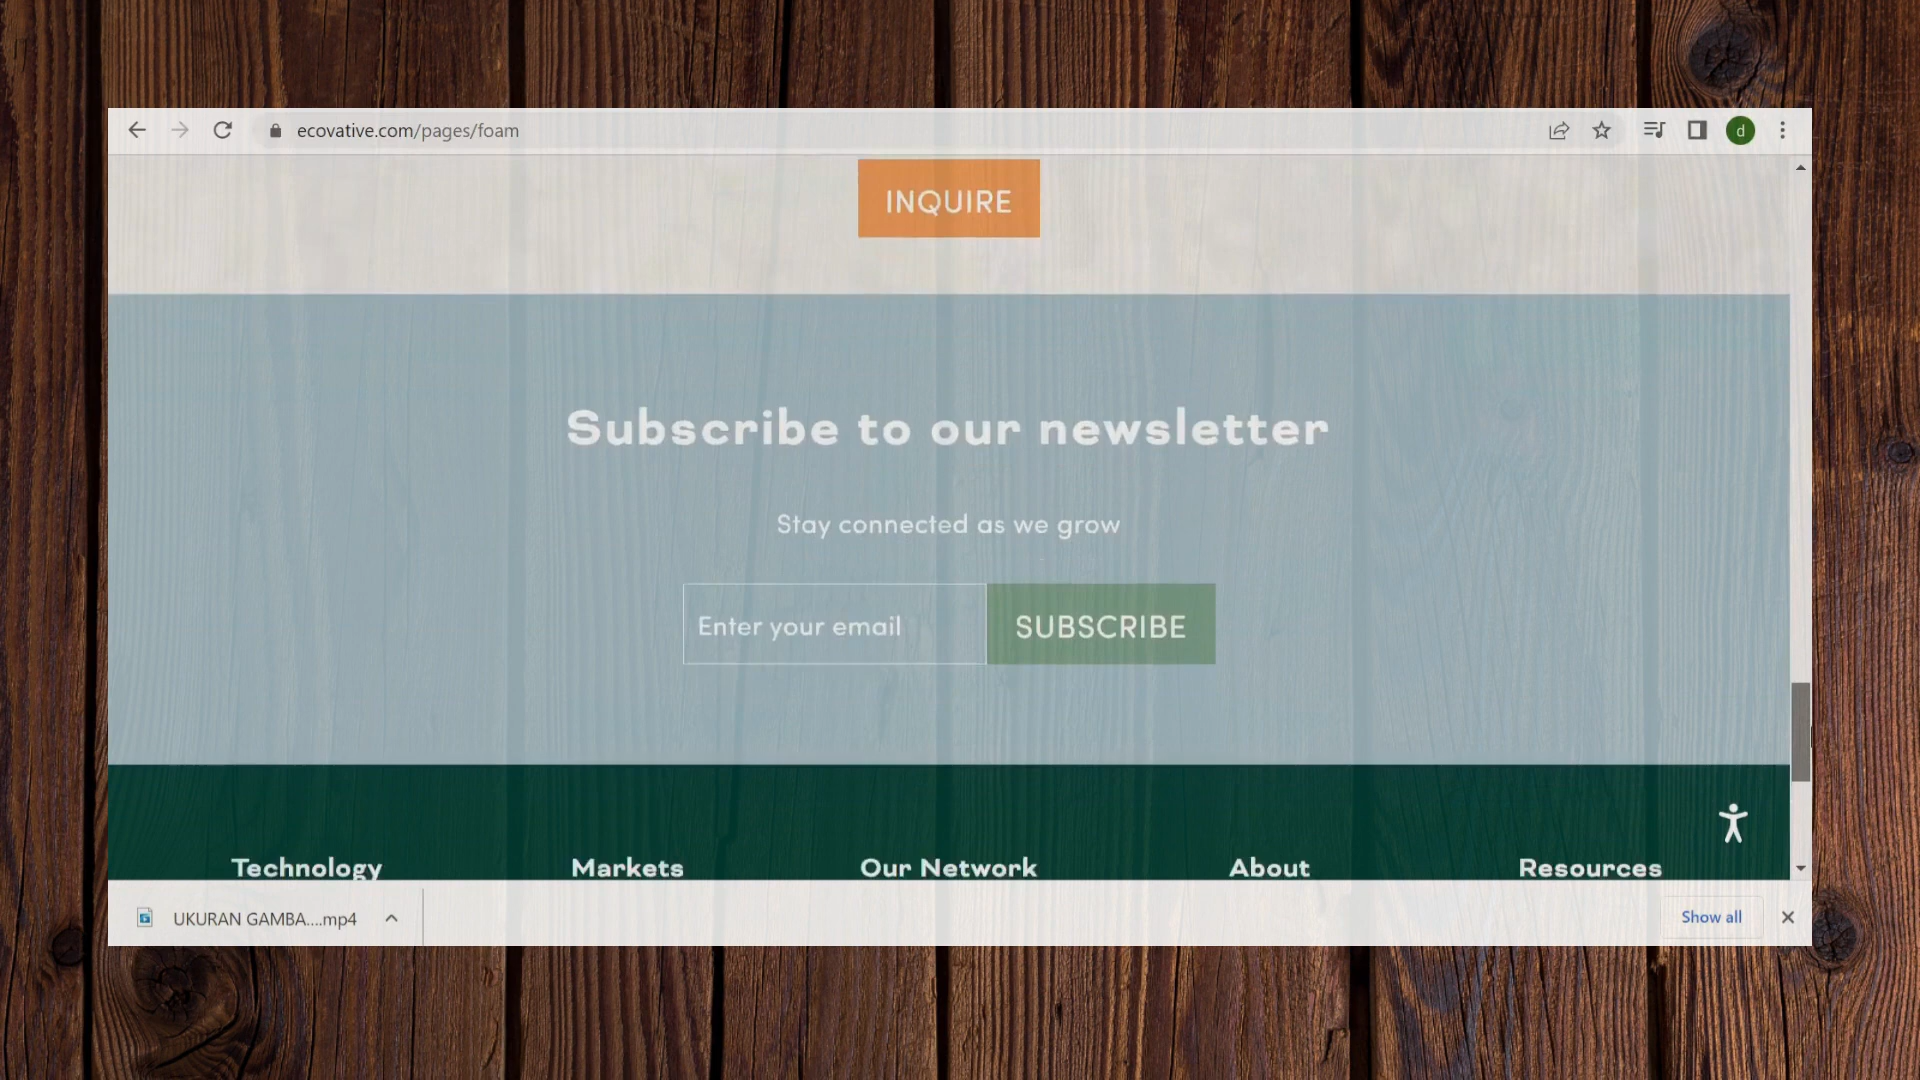 ecovative.com/pages/foam
d
INQUIRE
Subscribe to our newsletter
Stay connected as we grow
Enter your email
SUBSCRIBE
Technology
Markets
Our Network
About
Resources
UKURAN GAMBA....mp4
Show all